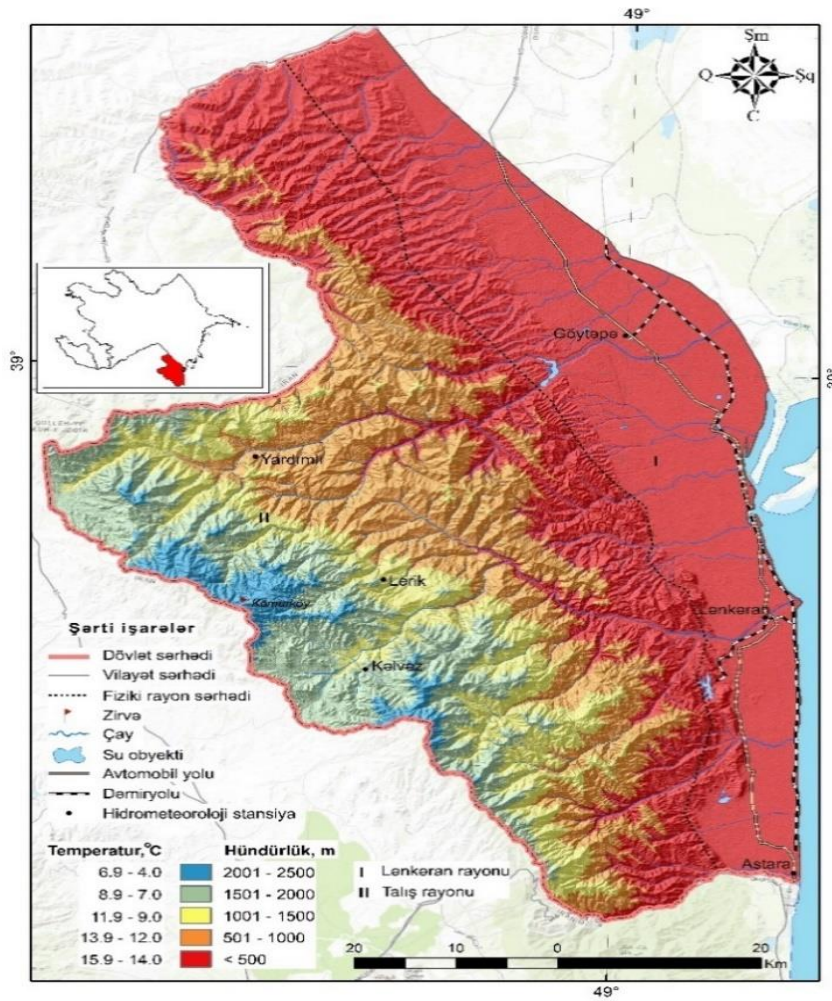 49°
Şm
Q
Şq
C
Göytəpə
39°
İRAN
I
Yardımlı
II
Lerik
Kömürköy
Lənkəran
Kəlvəz
Şərti işarələr
Dövlət sərhədi
Vilayət sərhədi
Fiziki rayon sərhədi
Zirvə
Çay
Su obyekti
Avtomobil yolu
Dəmiryolu
Hidrometeoroloji stansiya
Astara
Temperatur,°C Hündürlük, m
6.9 - 4.0 2001 - 2500
8.9 - 7.0 1501 - 2000
11.9 - 9.0 1001 - 1500
13.9 - 12.0 501 - 1000
15.9 - 14.0 < 500
I Lənkəran rayonu
II Talış rayonu
20 10 0 20
Km
49°